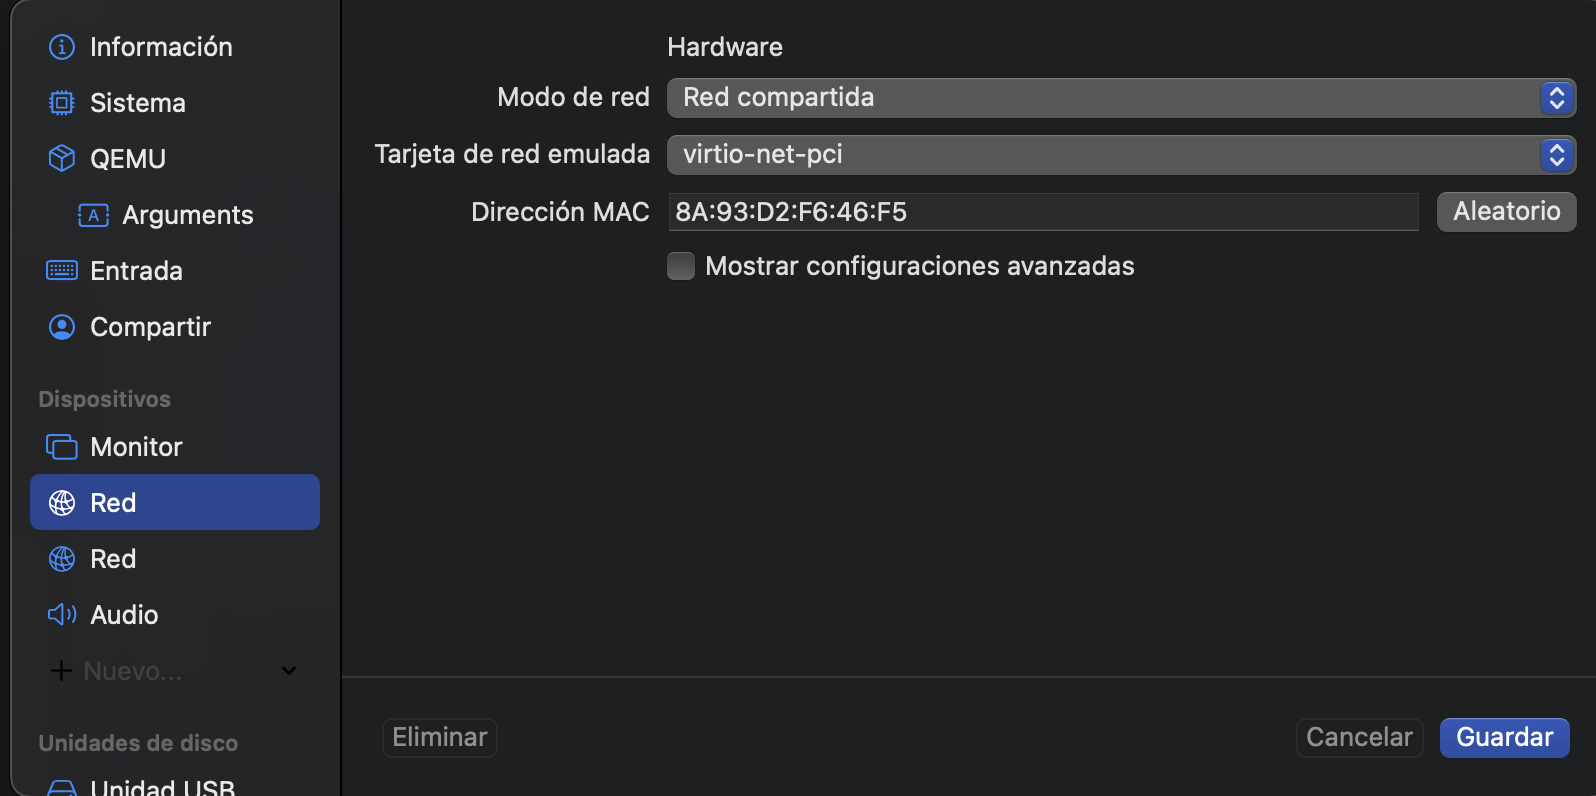 Información
Sistema
QEMU
Arguments
Entrada
Compartir
Dispositivos
Monitor
Red
Red
Audio
Nuevo...
Unidades de disco
Unidad USB
Hardware
Modo de red
Red compartida
Tarjeta de red emulada
virtio-net-pci
Dirección MAC
8A:93:D2:F6:46:F5
Aleatorio
Mostrar configuraciones avanzadas
Eliminar
Cancelar
Guardar